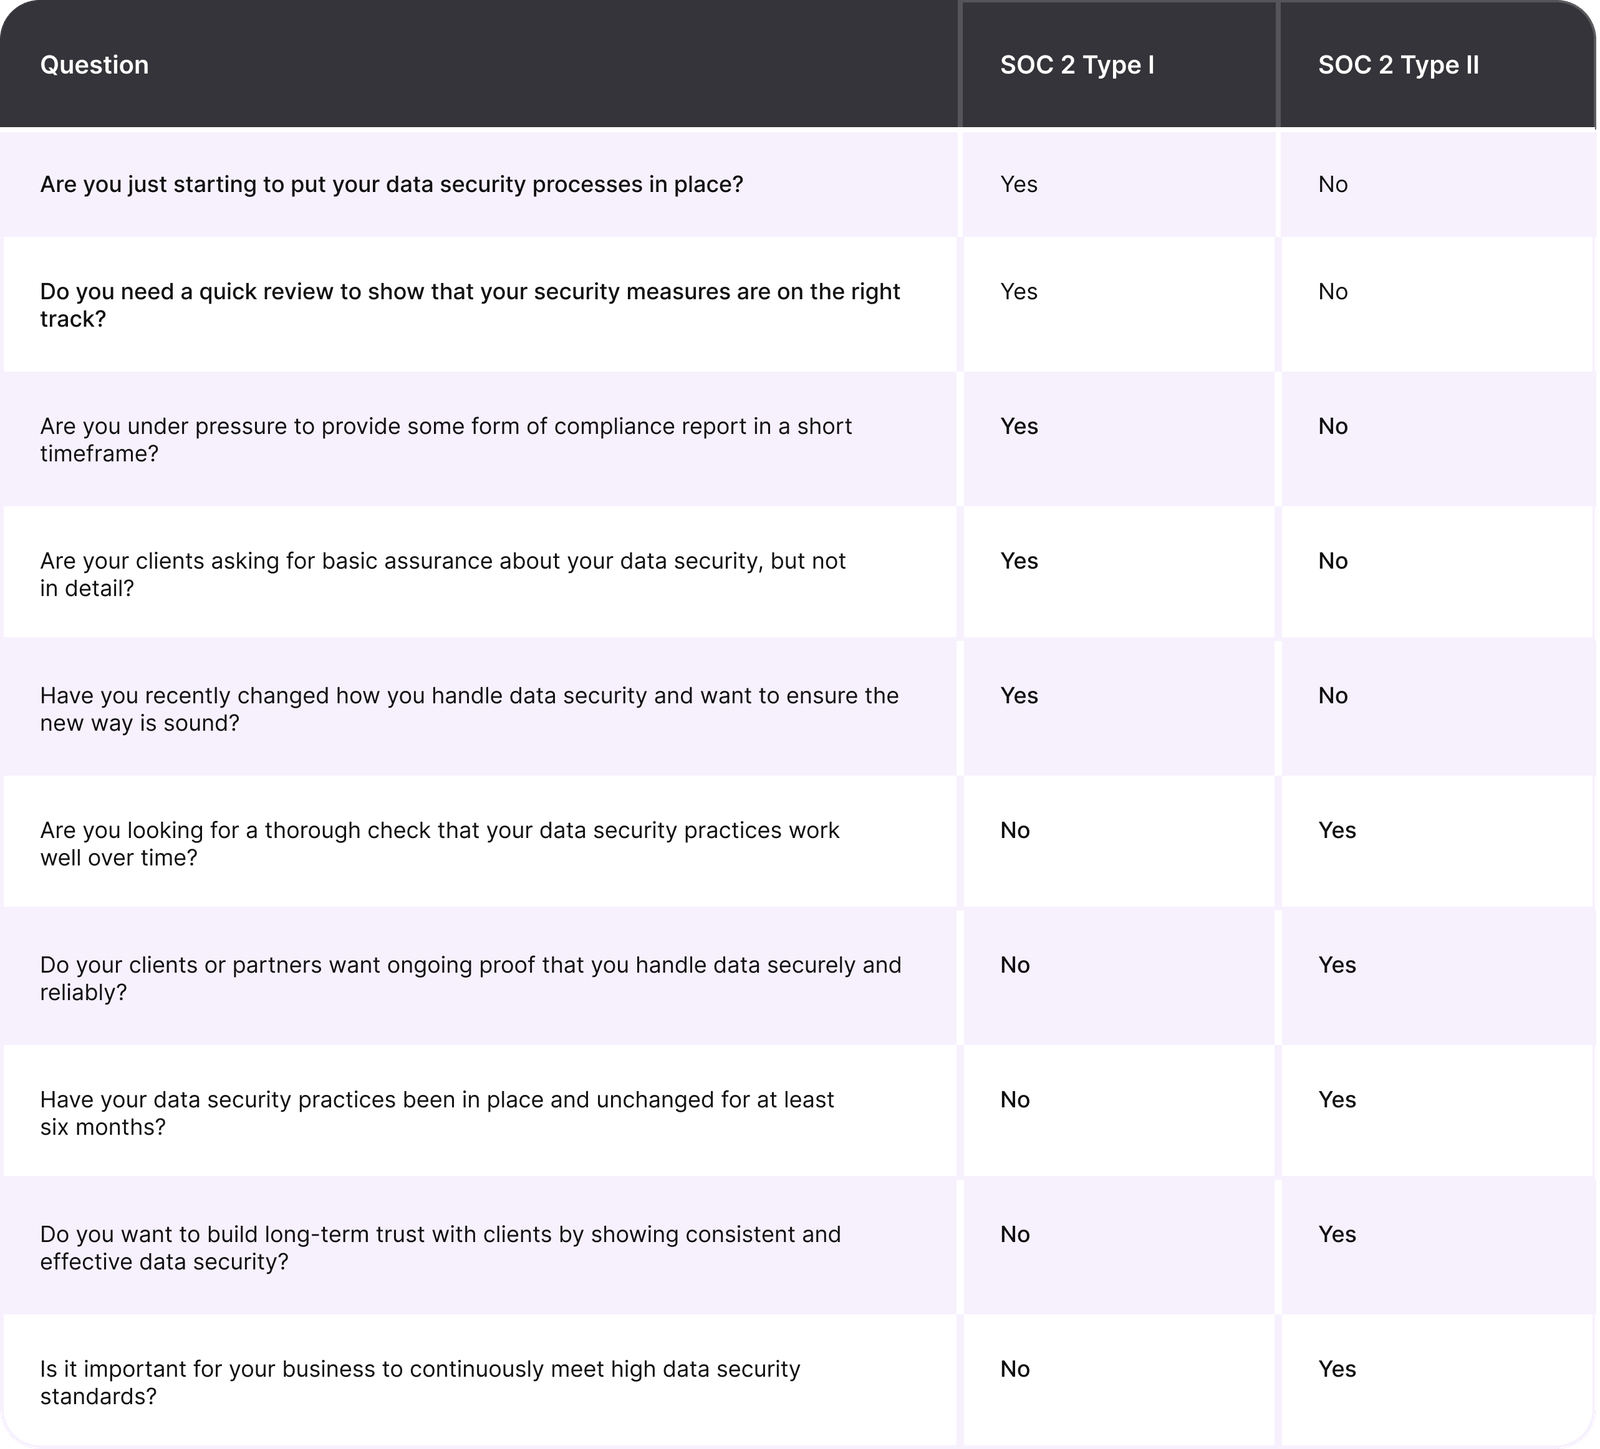 Question
SOC 2 Type I
SOC 2 Type II
Are you just starting to put your data security processes in place?
Yes
No
Do you need a quick review to show that your security measures are on the right
track?
Yes
No
Are you under pressure to provide some form of compliance report in a short
timeframe?
Yes
No
Are your clients asking for basic assurance about your data security, but not
in detail?
Yes
No
Have you recently changed how you handle data security and want to ensure the
new way is sound?
Yes
No
Are you looking for a thorough check that your data security practices work
well over time?
No
Yes
Do your clients or partners want ongoing proof that you handle data securely and
reliably?
No
Yes
Have your data security practices been in place and unchanged for at least
six months?
No
Yes
Do you want to build long-term trust with clients by showing consistent and
effective data security?
No
Yes
Is it important for your business to continuously meet high data security
standards?
No
Yes